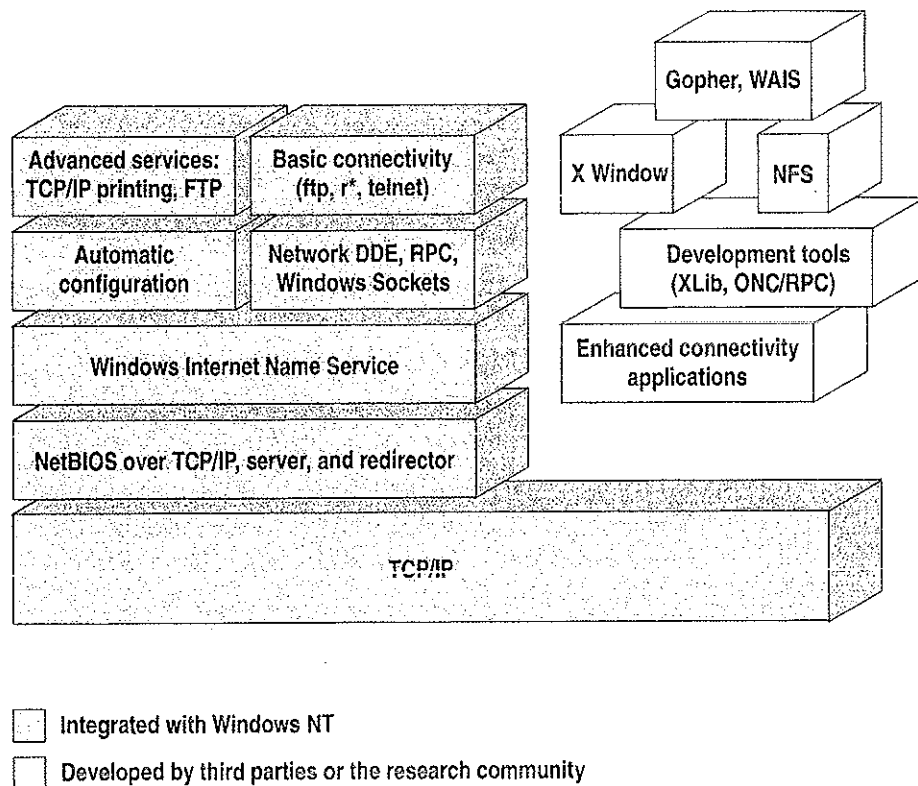 Gopher, WAIS
Advanced services:
TCP/IP printing, FTP
Basic connectivity
(ftp, r*, telnet)
X Window
NFS
Automatic
configuration
Network DDE, RPC,
Windows Sockets
Development tools
(XLib, ONC/RPC)
Windows Internet Name Service
Enhanced connectivity
applications
NetBIOS over TCP/IP, server, and redirector
TCP/IP
Integrated with Windows NT
Developed by third parties or the research community